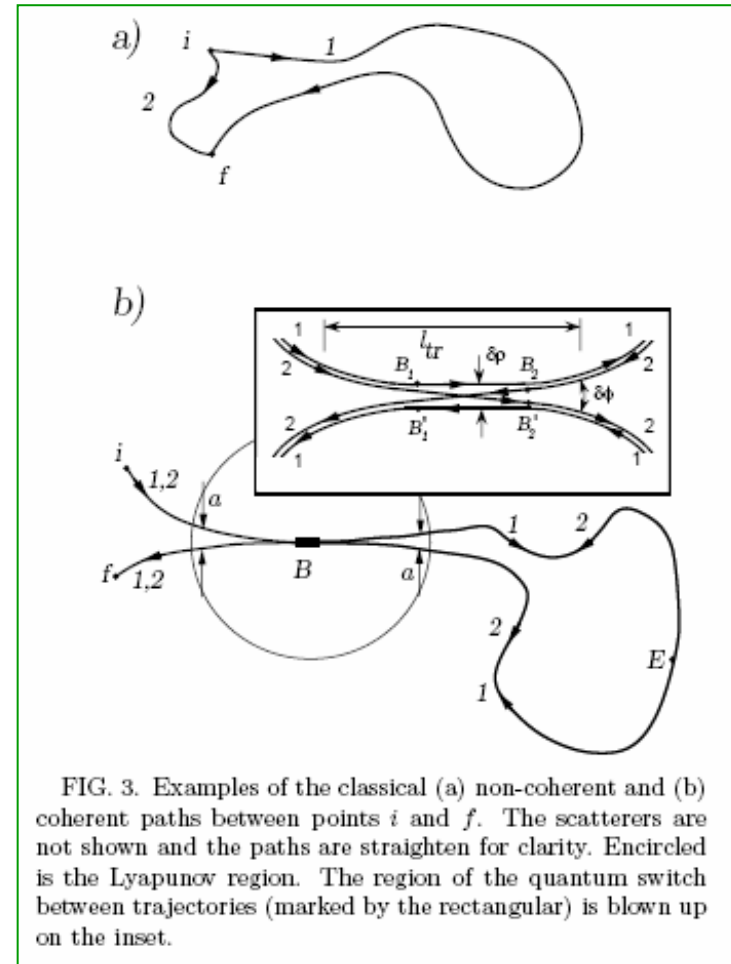 a)
i
1
2
f
b)
1
1
l_tr
δρ
2
B_1
B_2
2
δϕ
B'_1
B'_2
2
2
1
1
i
1,2
a
1
2
f
1,2
B
a
2
E
1
FIG. 3. Examples of the classical (a) non-coherent and (b)
coherent paths between points i and f. The scatterers are
not shown and the paths are straighten for clarity. Encircled
is the Lyapunov region. The region of the quantum switch
between trajectories (marked by the rectangular) is blown up
on the inset.